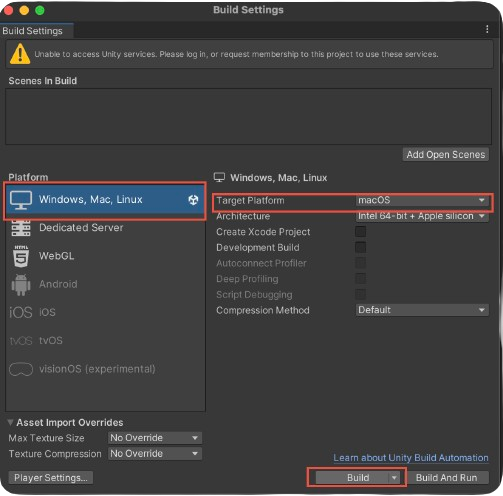 Build Settings
Build Settings
Unable to access Unity services. Please log in, or request membership to this project to use these services.
Scenes In Build
Add Open Scenes
Platform
Windows, Mac, Linux
Dedicated Server
HTML
5
WebGL
Android
iOS iOS
tvOS tvOS
visionOS (experimental)
Windows, Mac, Linux
Target Platform macOS
Architecture Intel 64-bit + Apple silicon
Create Xcode Project
Development Build
Autoconnect Profiler
Deep Profiling
Script Debugging
Compression Method Default
Asset Import Overrides
Max Texture Size No Override
Texture Compression No Override
Learn about Unity Build Automation
Player Settings... Build Build And Run